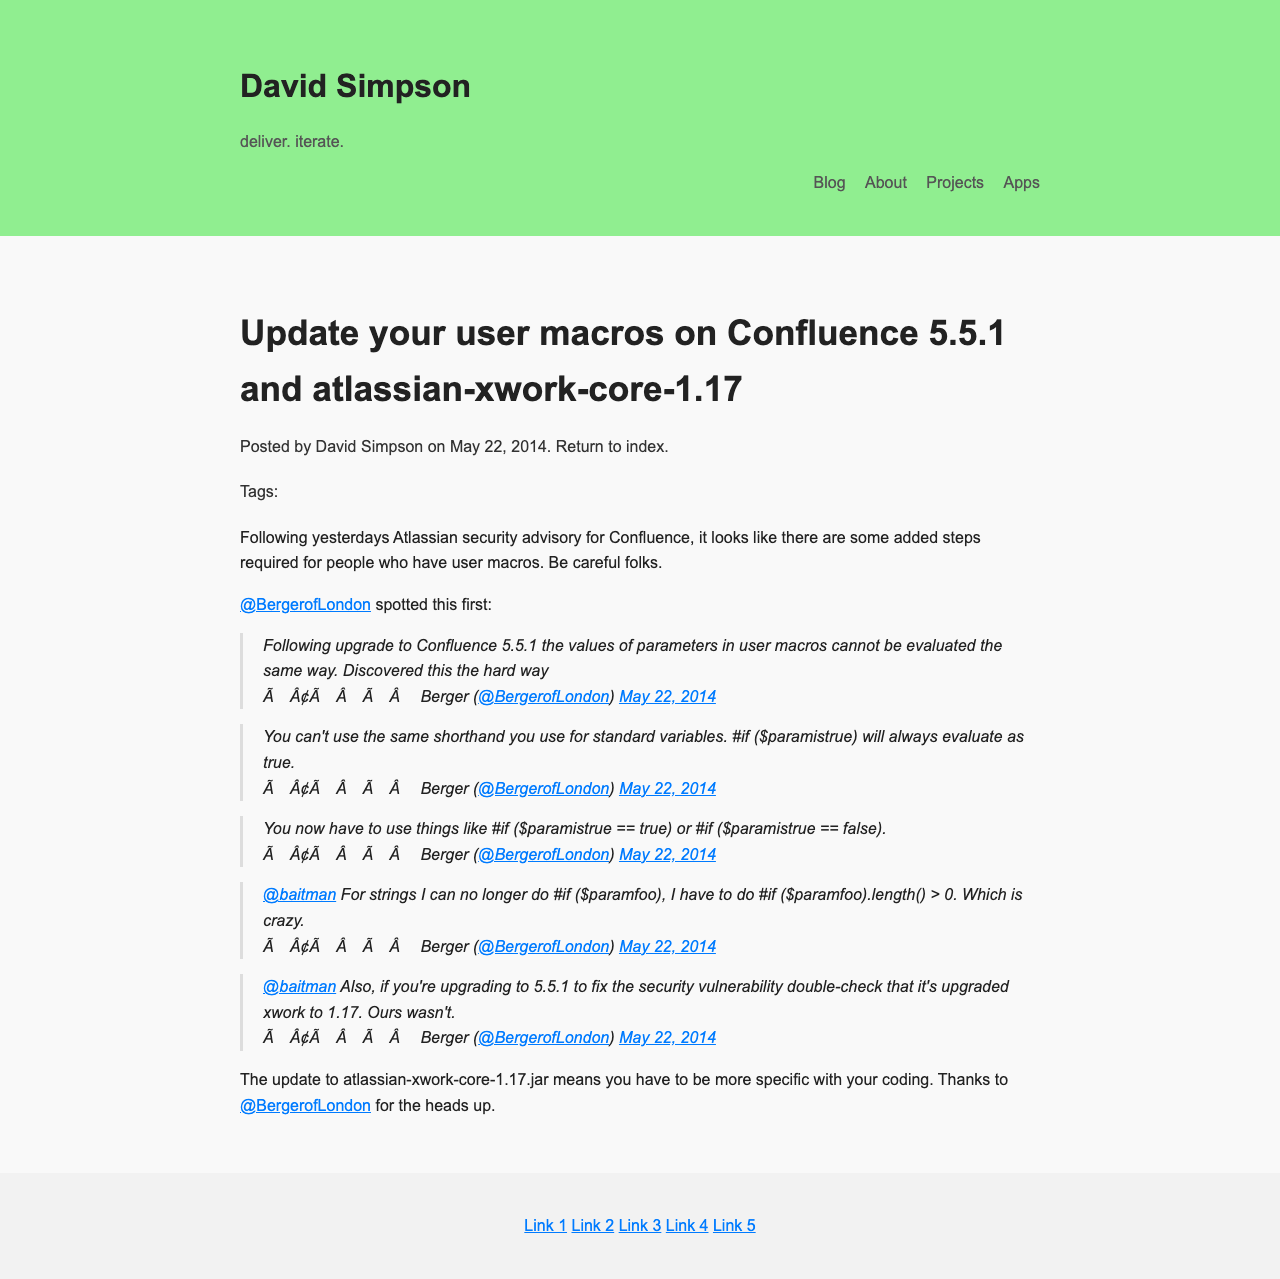 David Simpson
deliver. iterate.
Blog About Projects Apps
Update your user macros on Confluence 5.5.1
and atlassian-xwork-core-1.17
Posted by David Simpson on May 22, 2014. Return to index.
Tags:
Following yesterdays Atlassian security advisory for Confluence, it looks like there are some added steps
required for people who have user macros. Be careful folks.
@BergerofLondon spotted this first:
Following upgrade to Confluence 5.5.1 the values of parameters in user macros cannot be evaluated the
same way. Discovered this the hard way
Ã Â¢Ã Â Ã Â Berger (@BergerofLondon) May 22, 2014
You can't use the same shorthand you use for standard variables. #if ($paramistrue) will always evaluate as
true.
Ã Â¢Ã Â Ã Â Berger (@BergerofLondon) May 22, 2014
You now have to use things like #if ($paramistrue == true) or #if ($paramistrue == false).
Ã Â¢Ã Â Ã Â Berger (@BergerofLondon) May 22, 2014
@baitman For strings I can no longer do #if ($paramfoo), I have to do #if ($paramfoo).length() > 0. Which is
crazy.
Ã Â¢Ã Â Ã Â Berger (@BergerofLondon) May 22, 2014
@baitman Also, if you're upgrading to 5.5.1 to fix the security vulnerability double-check that it's upgraded
xwork to 1.17. Ours wasn't.
Ã Â¢Ã Â Ã Â Berger (@BergerofLondon) May 22, 2014
The update to atlassian-xwork-core-1.17.jar means you have to be more specific with your coding. Thanks to
@BergerofLondon for the heads up.
Link 1 Link 2 Link 3 Link 4 Link 5